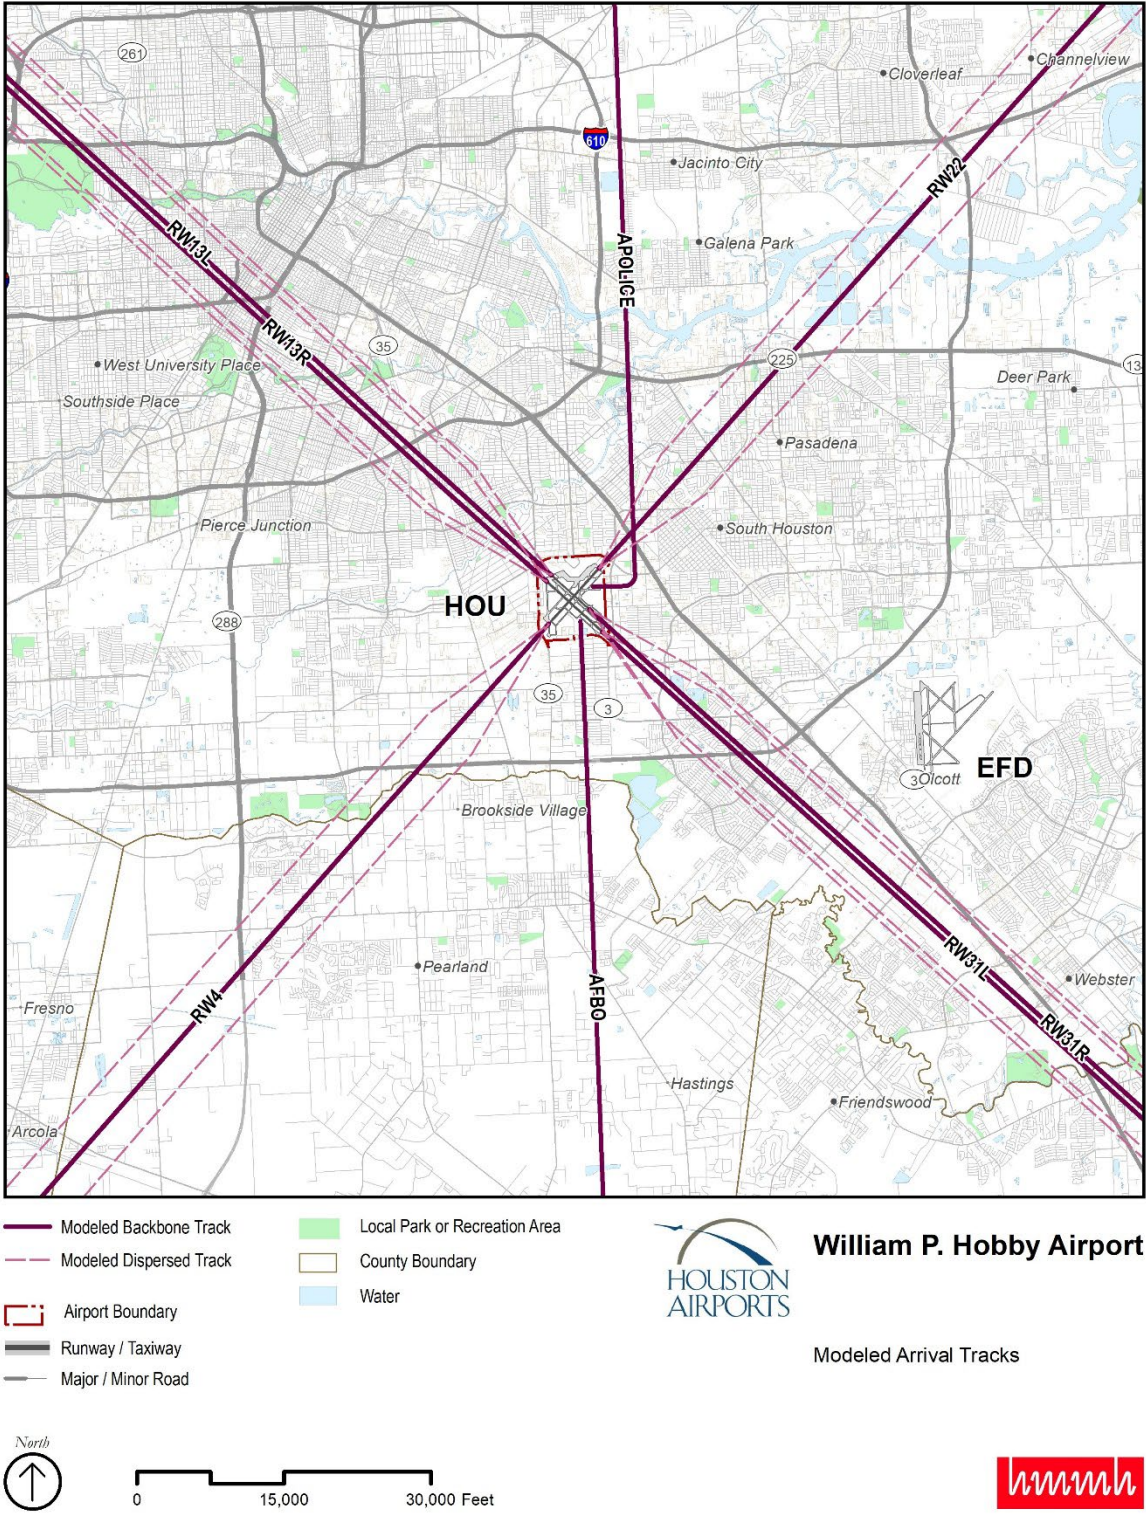 261
Channelview
Cloverleaf
610
Jacinto City
RW22
RW13L
Galena Park
APOLICE
RW13R
35
225
West University Place
13
Deer Park
Southside Place
Pasadena
Pierce Junction
South Houston
HOU
288
35
3
EFD
3
Olcott
Brookside Village
RW31L
Pearland
Webster
AFBO
RW4
Fresno
RW31R
Hastings
Friendswood
Arcola
Modeled Backbone Track
Modeled Dispersed Track
Airport Boundary
Runway / Taxiway
Major / Minor Road
Local Park or Recreation Area
County Boundary
Water
HOUSTON
AIRPORTS
William P. Hobby Airport
Modeled Arrival Tracks
North
0 15,000 30,000 Feet
hmmh